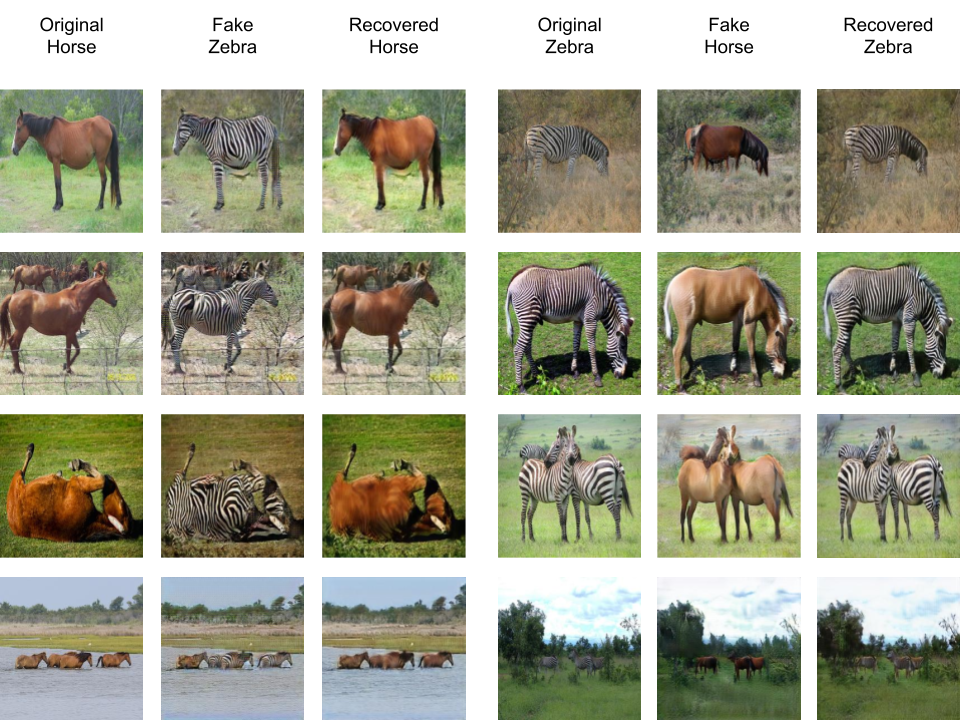 Original
Horse
Fake
Zebra
Recovered
Horse
Original
Zebra
Fake
Horse
Recovered
Zebra